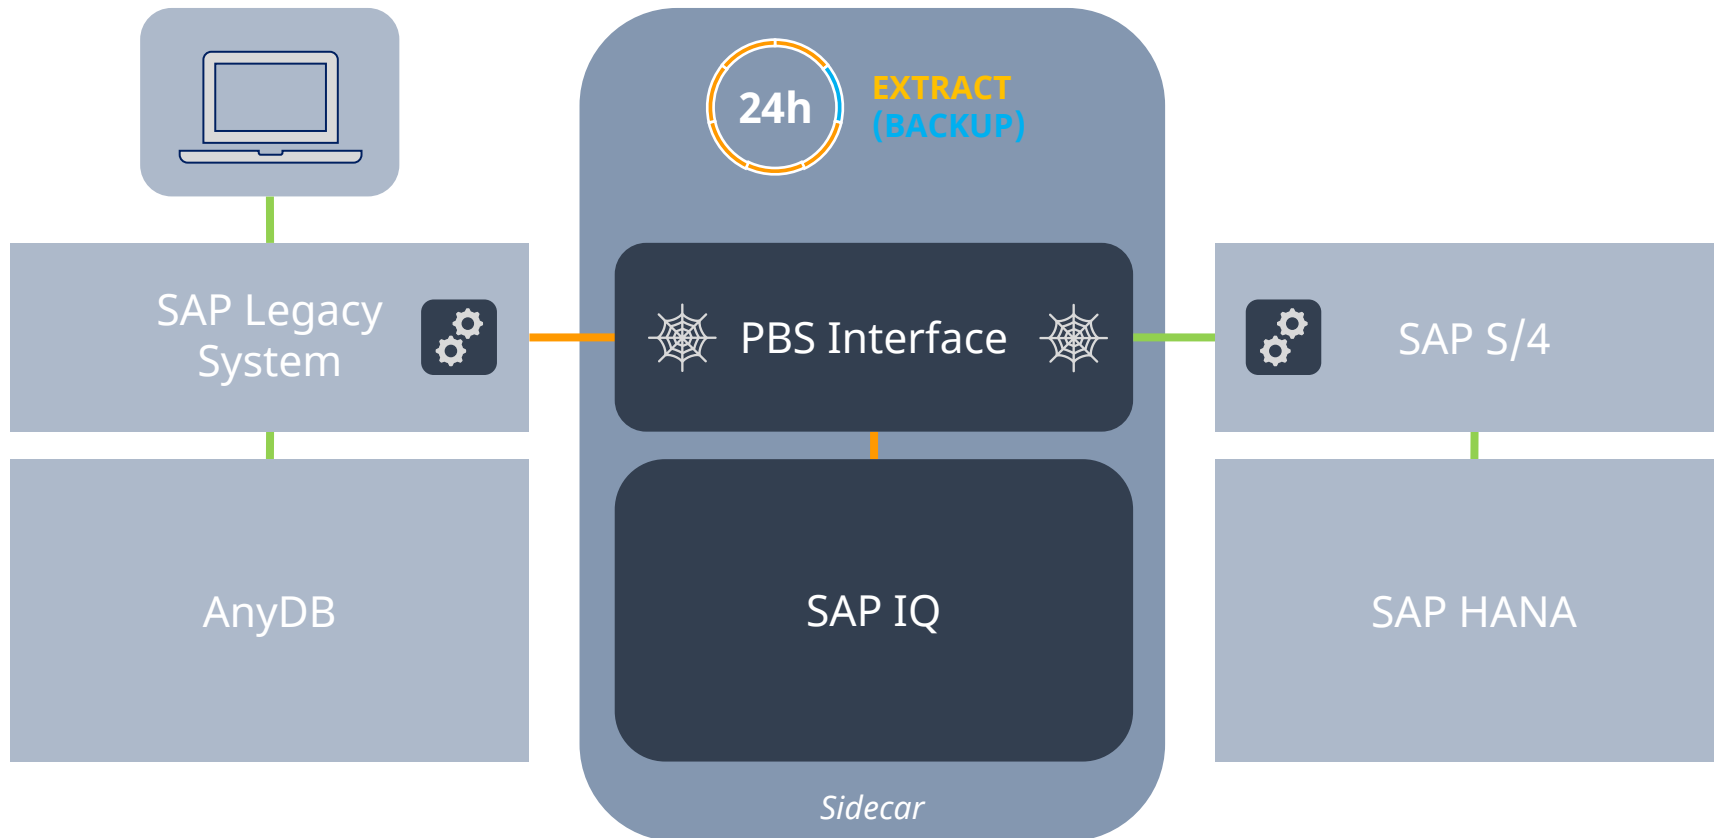 24h
EXTRACT
(BACKUP)
SAP Legacy
System
PBS Interface
SAP S/4
AnyDB
SAP IQ
SAP HANA
Sidecar